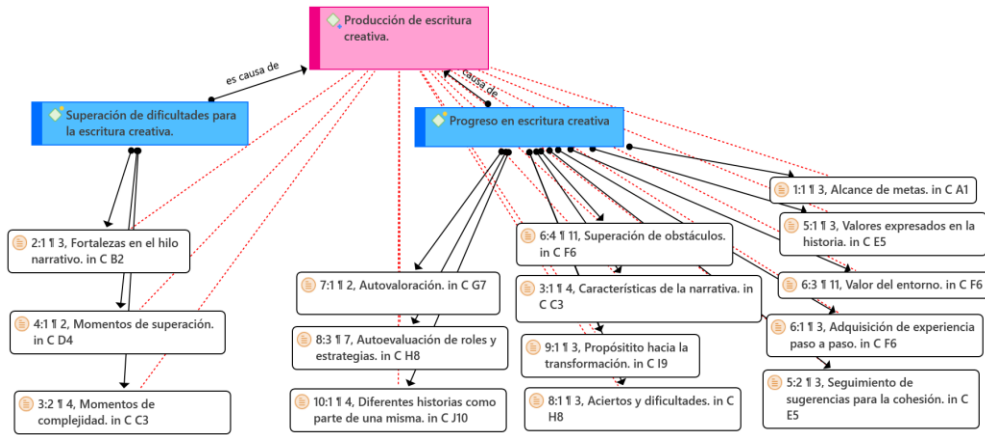 Producción de escritura
creativa.
es causa de
causa de
Superación de dificultades para
la escritura creativa.
Progreso en escritura creativa
1:1 ¶ 3, Alcance de metas. in C A1
2:1 ¶ 3, Fortalezas en el hilo
narrativo. in C B2
6:4 ¶ 11, Superación de obstáculos.
in C F6
5:1 ¶ 3, Valores expresados en la
historia. in C E5
7:1 ¶ 2, Autovaloración. in C G7
3:1 ¶ 4, Características de la narrativa. in
C C3
6:3 ¶ 11, Valor del entorno. in C F6
4:1 ¶ 2, Momentos de superación.
in C D4
8:3 ¶ 7, Autoevaluación de roles y
estrategias. in C H8
9:1 ¶ 3, Propósitito hacia la
transformación. in C I9
6:1 ¶ 3, Adquisición de experiencia
paso a paso. in C F6
3:2 ¶ 4, Momentos de
complejidad. in C C3
10:1 ¶ 4, Diferentes historias como
parte de una misma. in C J10
8:1 ¶ 3, Aciertos y dificultades. in C
H8
5:2 ¶ 3, Seguimiento de
sugerencias para la cohesión. in C
E5